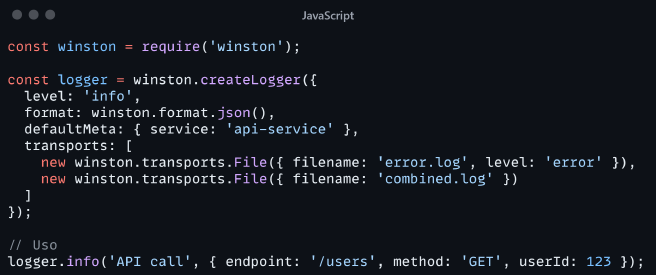 JavaScript
const winston = require('winston');
const logger = winston.createLogger({
  level: 'info',
  format: winston.format.json(),
  defaultMeta: { service: 'api-service' },
  transports: [
    new winston.transports.File({ filename: 'error.log', level: 'error' }),
    new winston.transports.File({ filename: 'combined.log' })
  ]
});
// Uso
logger.info('API call', { endpoint: '/users', method: 'GET', userId: 123 });